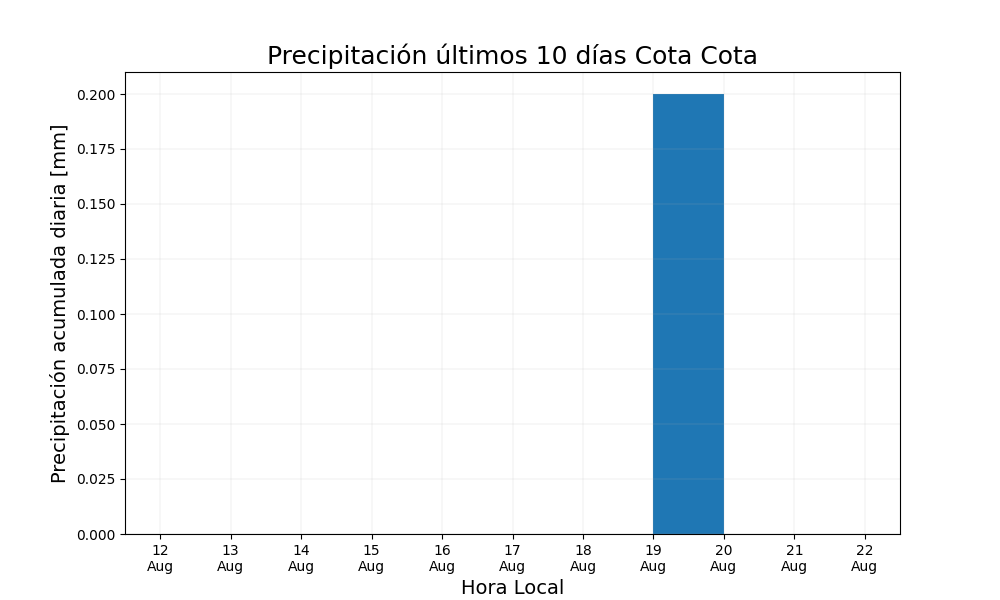 Precipitación últimos 10 días Cota Cota
Precipitación acumulada diaria [mm]
0.200
0.175
0.150
0.125
0.100
0.075
0.050
0.025
0.000
12 13 14 15 16 17 18 19 20 21 22
Aug Aug Aug Aug Aug Aug Aug Aug Aug Aug Aug
Hora Local